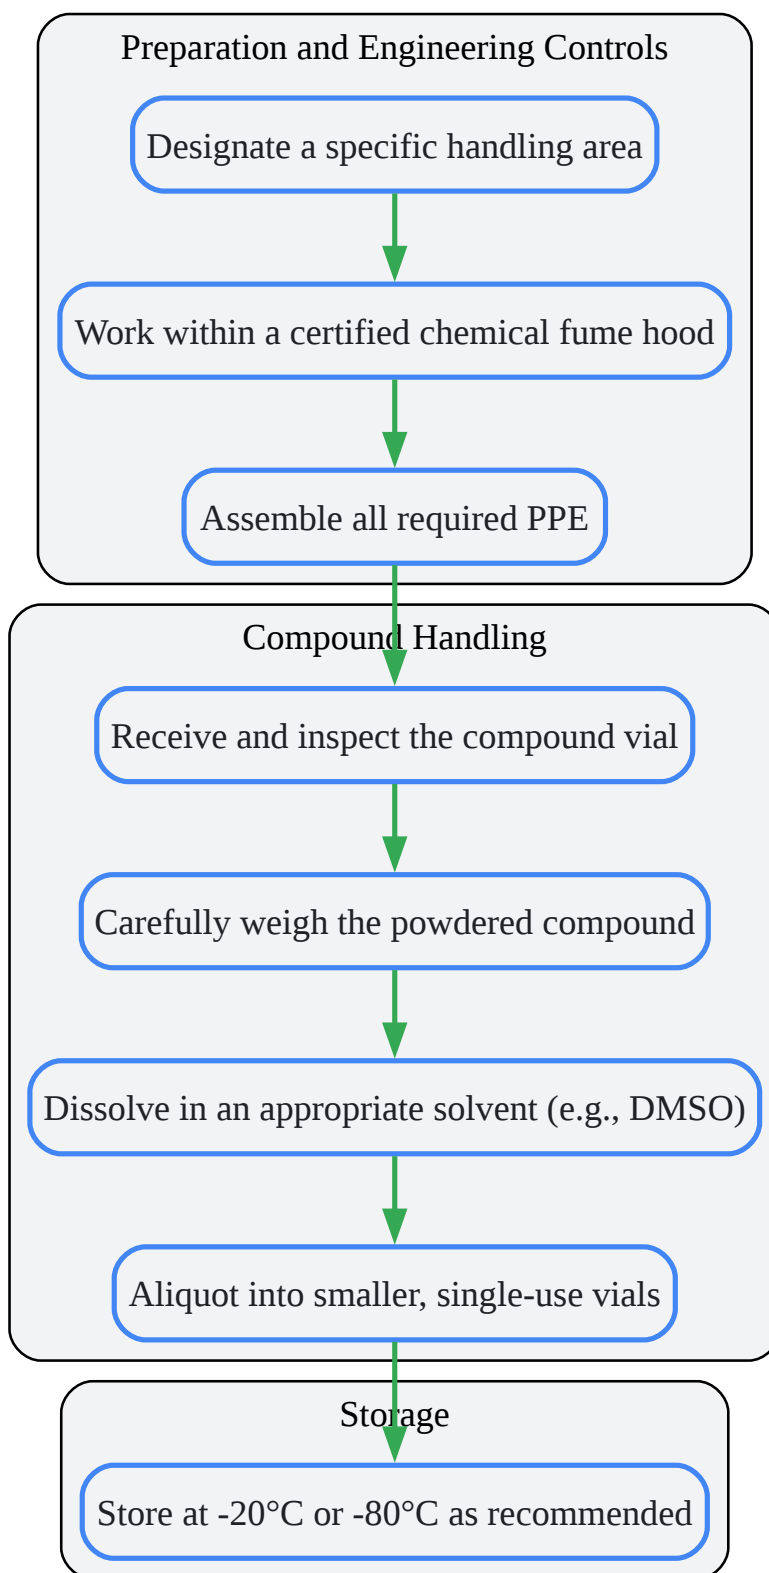 Preparation and Engineering Controls
Designate a specific handling area
Work within a certified chemical fume hood
Assemble all required PPE
Compound Handling
Receive and inspect the compound vial
Carefully weigh the powdered compound
Dissolve in an appropriate solvent (e.g., DMSO)
Aliquot into smaller, single-use vials
Storage
Store at -20°C or -80°C as recommended